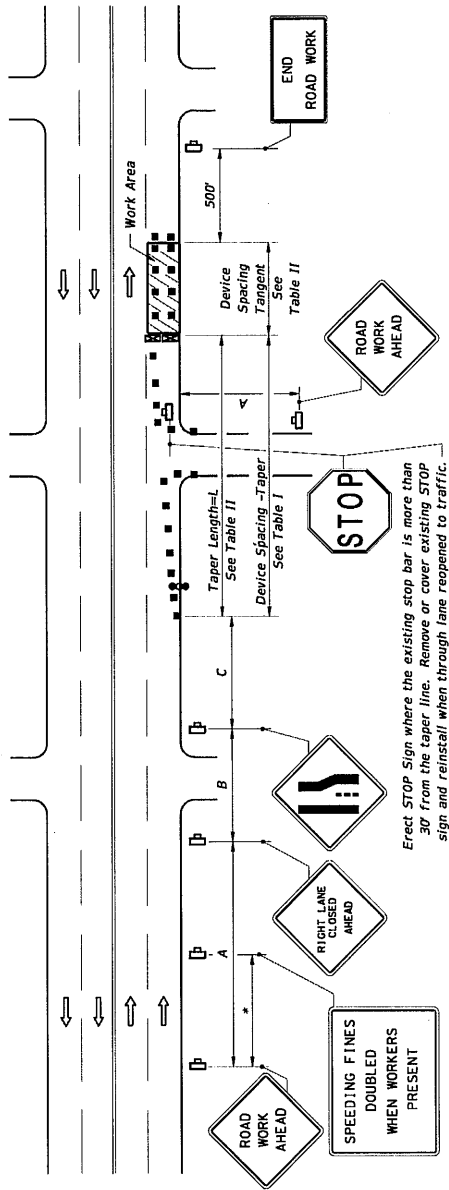 Work Area
END
ROAD WORK
500'
Device
Spacing
Tangent
See
Table II
A
ROAD
WORK
AHEAD
Taper Length=L
See Table II
Device Spacing -Taper
See Table I
STOP
Erect STOP Sign where the existing stop bar is more than
30' from the taper line. Remove or cover existing STOP
sign and reinstall when through lane reopened to traffic.
C
B
A
*
RIGHT LANE
CLOSED
AHEAD
SPEEDING FINES
DOUBLED
WHEN WORKERS
PRESENT
ROAD
WORK
AHEAD